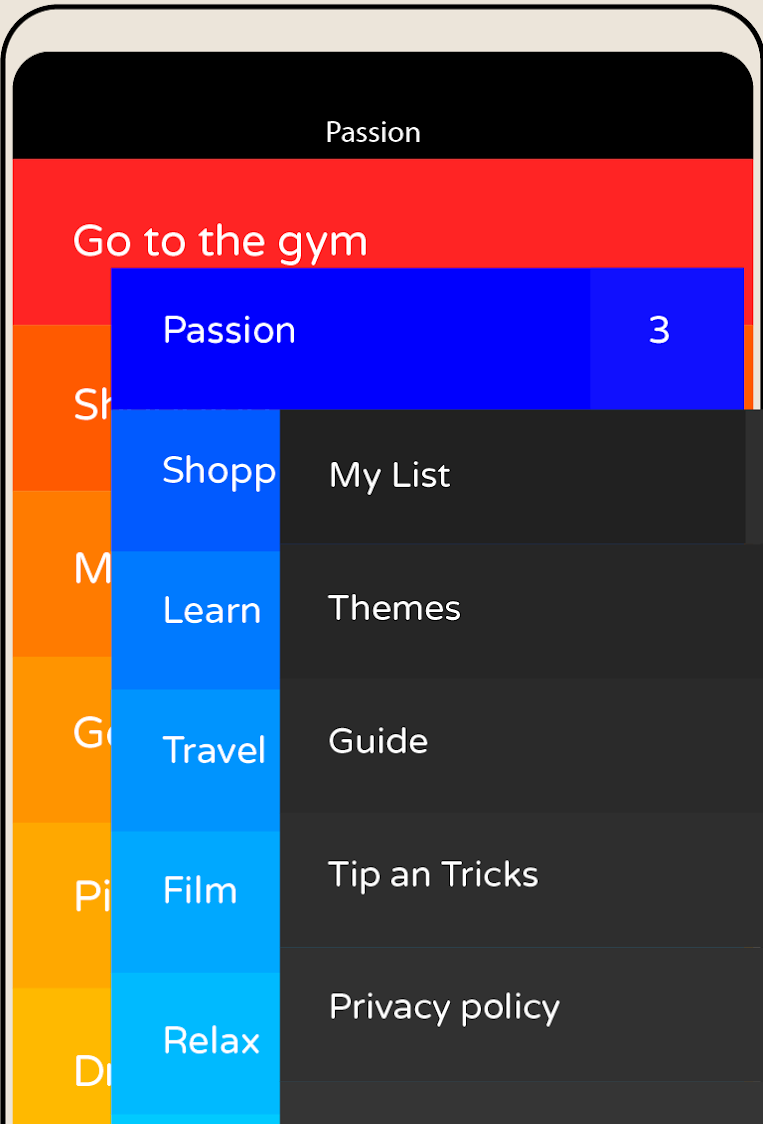 Passion
Go to the gym
Passion 3
Shopp
My List
Learn
Themes
Travel
Guide
Film
Tip an Tricks
Relax
Privacy policy